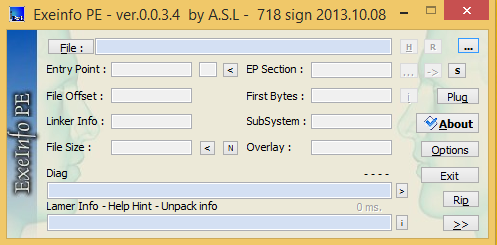 Exeinfo PE - ver.0.0.3.4 by A.S.L - 718 sign 2013.10.08
File : H R ...
Entry Point : < EP Section : ... -> S
File Offset : First Bytes : i Plug
Linker Info : SubSystem : About
File Size : < N Overlay : Options
Diag - - - - Exit
>
Lamer Info - Help Hint - Unpack info 0 ms. Rip
i >>
ExeInfo PE